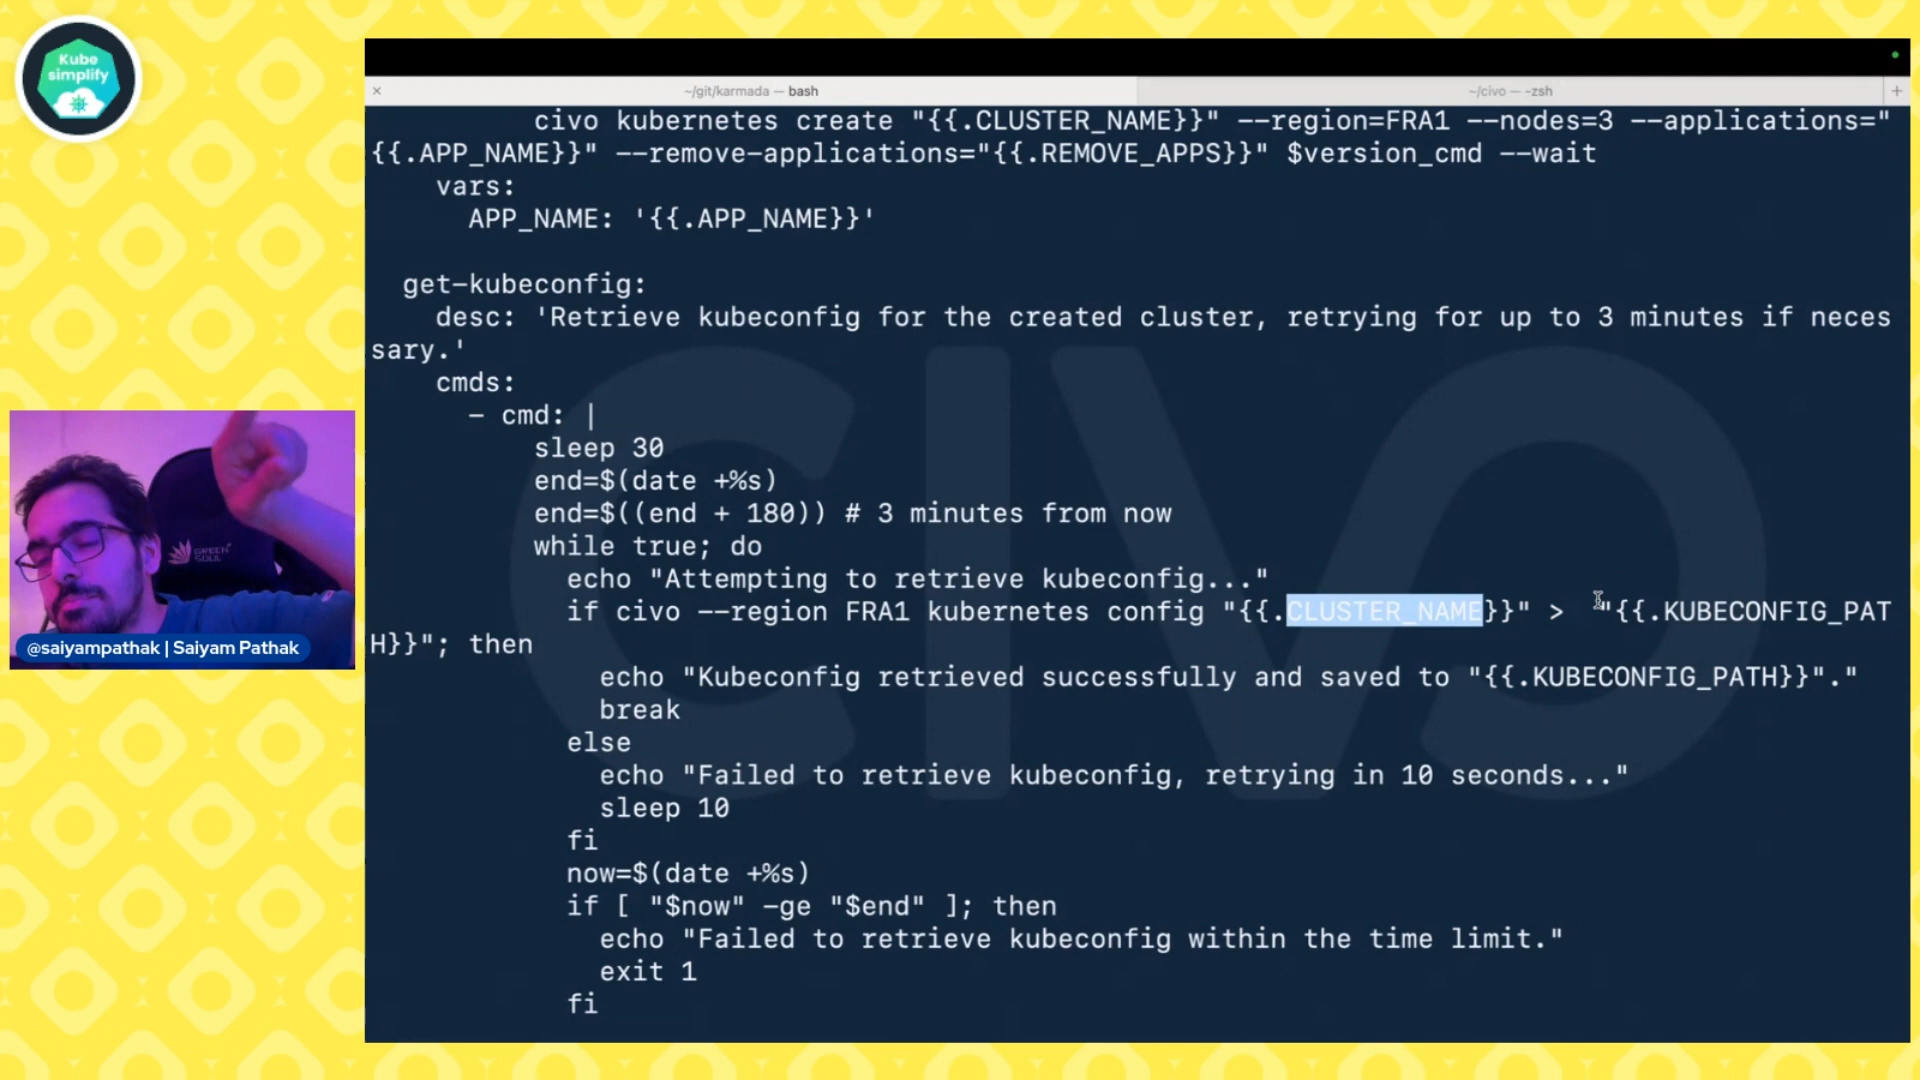 Kube
simplify
~/git/karmada — bash
~/civo — -zsh
civo kubernetes create "{{.CLUSTER_NAME}}" --region=FRA1 --nodes=3 --applications="
{{.APP_NAME}}" --remove-applications="{{.REMOVE_APPS}}" $version_cmd --wait
vars:
APP_NAME: '{{.APP_NAME}}'
get-kubeconfig:
desc: 'Retrieve kubeconfig for the created cluster, retrying for up to 3 minutes if neces
sary.'
cmds:
- cmd: |
sleep 30
end=$(date +%s)
end=$((end + 180)) # 3 minutes from now
while true; do
echo "Attempting to retrieve kubeconfig..."
if civo --region FRA1 kubernetes config "{{.CLUSTER_NAME}}" > "{{.KUBECONFIG_PAT
H}}"; then
echo "Kubeconfig retrieved successfully and saved to "{{.KUBECONFIG_PATH}}"."
break
else
echo "Failed to retrieve kubeconfig, retrying in 10 seconds..."
sleep 10
fi
now=$(date +%s)
if [ "$now" -ge "$end" ]; then
echo "Failed to retrieve kubeconfig within the time limit."
exit 1
fi
CIVO
GREEN
SOUL
@saiyampathak | Saiyam Pathak